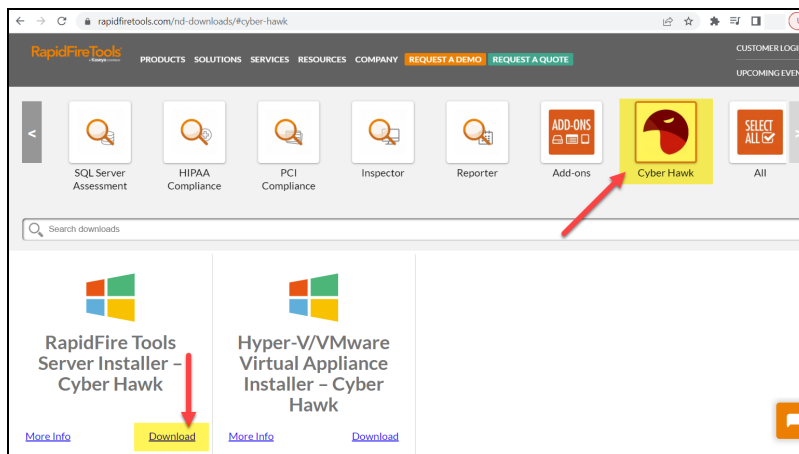 rapidfiretools.com/nd-downloads/#cyber-hawk
RapidFireTools
PRODUCTS SOLUTIONS SERVICES RESOURCES COMPANY REQUEST A DEMO REQUEST A QUOTE
CUSTOMER LOGI
UPCOMING EVEN
<
ADD-ONS
SELECT
ALL
>
SQL Server
Assessment
HIPAA
Compliance
PCI
Compliance
Inspector
Reporter
Add-ons
Cyber Hawk
All
Search downloads
RapidFire Tools
Server Installer –
Cyber Hawk
More Info
Download
Hyper-V/VMware
Virtual Appliance
Installer – Cyber
Hawk
More Info
Download